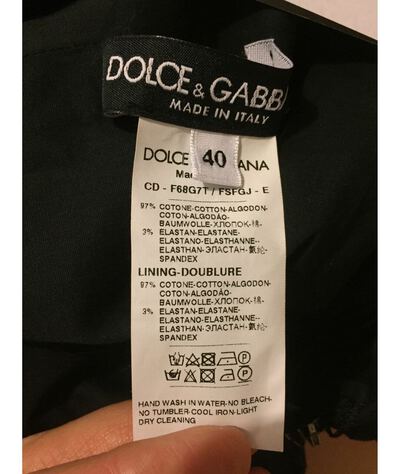 DOLCE & GABBA
MADE IN ITALY
40
DOLCE ANA
Ma
CD - F68G7T / FSFGJ - E
97% COTONE-COTTON-ALGODON-
COTON-ALGODÃO-
BAUMWOLLE-ХЛОПОК-棉-
3% ELASTAN-ELASTANE-
ELASTANO-ELASTHANNE--
ELASTHAN-ЭЛАСТАН-氨纶-
SPANDEX
LINING-DOUBLURE
97% COTONE-COTTON-ALGODON-
COTON-ALGODÃO-
BAUMWOLLE-ХЛОПОК-棉-
3% ELASTAN-ELASTANE-
ELASTANO-ELASTHANNE--
ELASTHAN-ЭЛАСТАН-氨纶-
SPANDEX
HAND WASH IN WATER-NO BLEACH-
NO TUMBLER-COOL IRON-LIGHT
DRY CLEANING